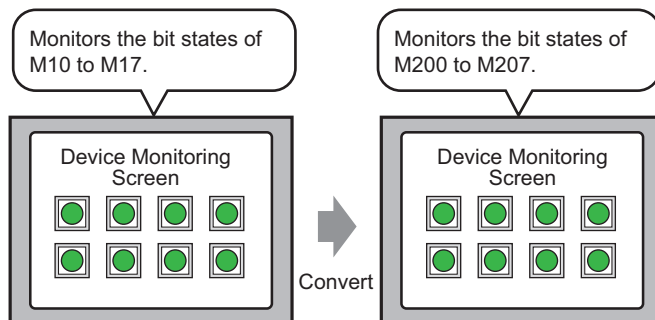 Monitors the bit states of
M10 to M17.
Monitors the bit states of
M200 to M207.
Device Monitoring
Screen
Convert
Device Monitoring
Screen